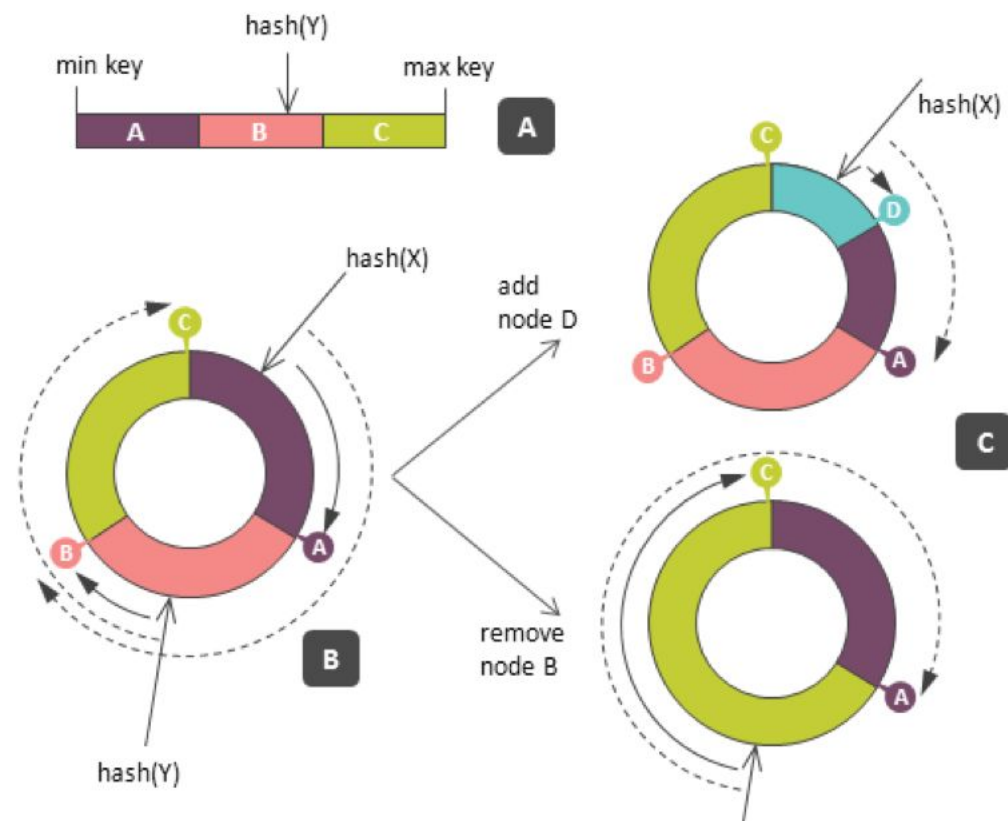 hash(Y)
min key
max key
A
B
C
A
hash(X)
C
D
hash(X)
add
node D
C
B
A
C
B
A
C
B
remove
node B
A
hash(Y)